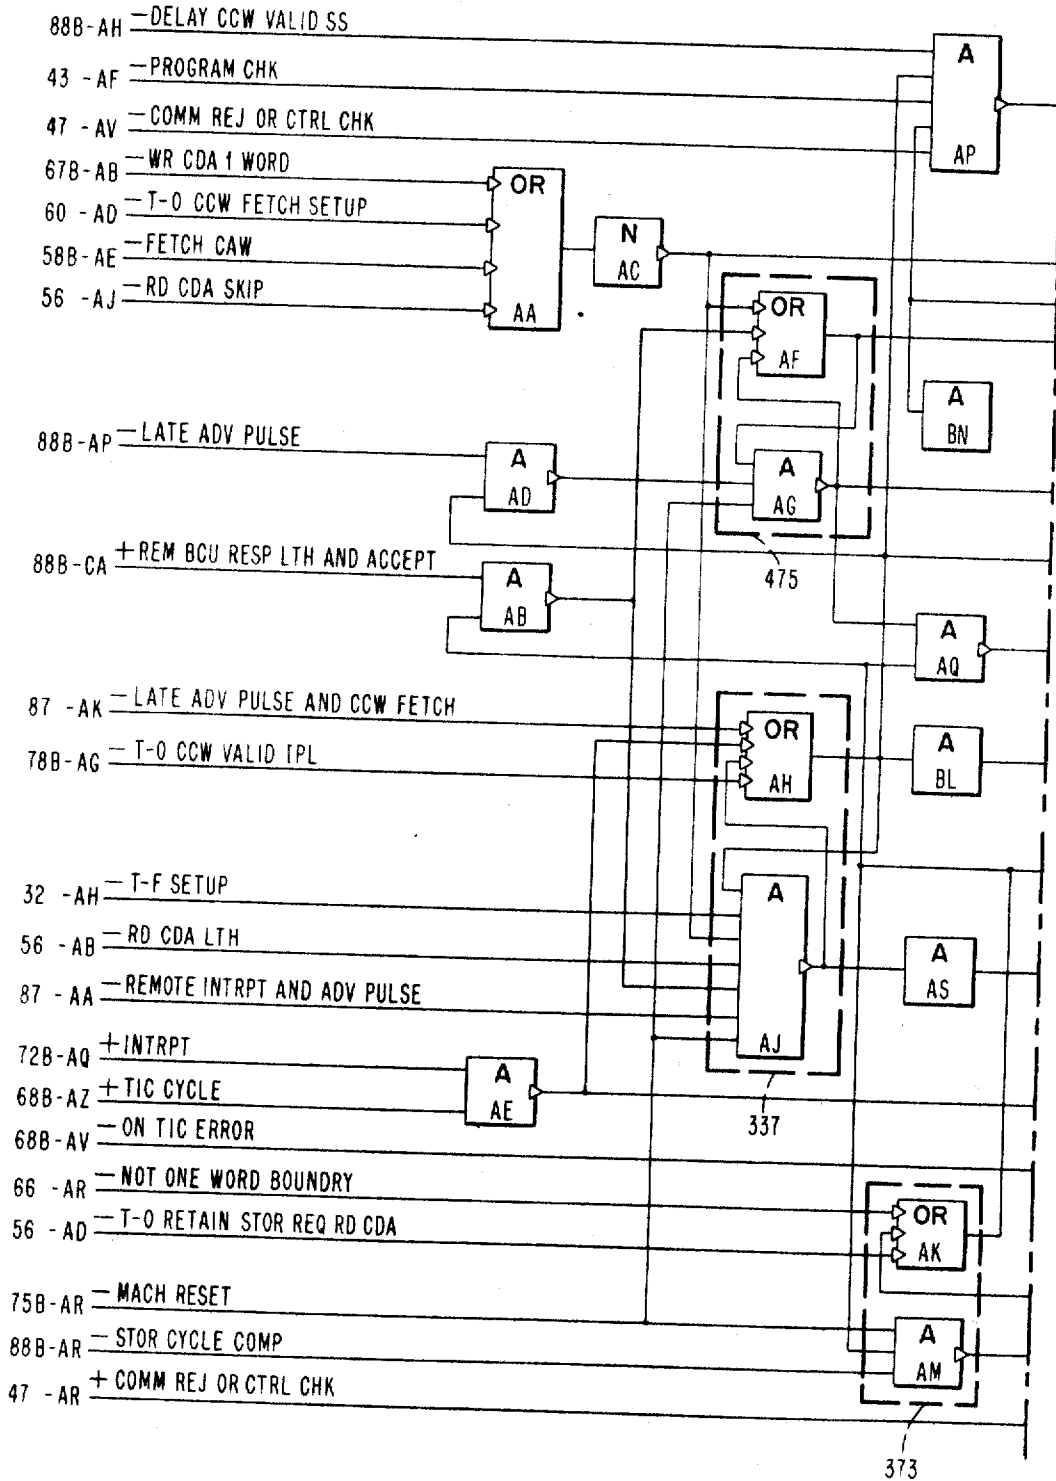 88B-AH —DELAY CCW VALID SS
A
AP
43 -AF —PROGRAM CHK
47 -AV —COMM REJ OR CTRL CHK
67B-AB —WR CDA 1 WORD
OR
AA
60 -AD —T-O CCW FETCH SETUP
58B-AE —FETCH CAW
56 -AJ —RD CDA SKIP
N
AC
OR
AF
A
BN
88B-AP —LATE ADV PULSE
A
AD
A
AG
475
88B-CA +REM BCU RESP LTH AND ACCEPT
A
AB
A
AQ
87 -AK —LATE ADV PULSE AND CCW FETCH
78B-AG —T-O CCW VALID IPL
OR
AH
A
BL
32 -AH —T-F SETUP
56 -AB —RD CDA LTH
87 -AA —REMOTE INTRPT AND ADV PULSE
A
AJ
A
AS
337
72B-AQ +INTRPT
68B-AZ +TIC CYCLE
A
AE
68B-AV —ON TIC ERROR
66 -AR —NOT ONE WORD BOUNDRY
56 -AD —T-O RETAIN STOR REQ RD CDA
OR
AK
75B-AR —MACH RESET
88B-AR —STOR CYCLE COMP
A
AM
47 -AR +COMM REJ OR CTRL CHK
373